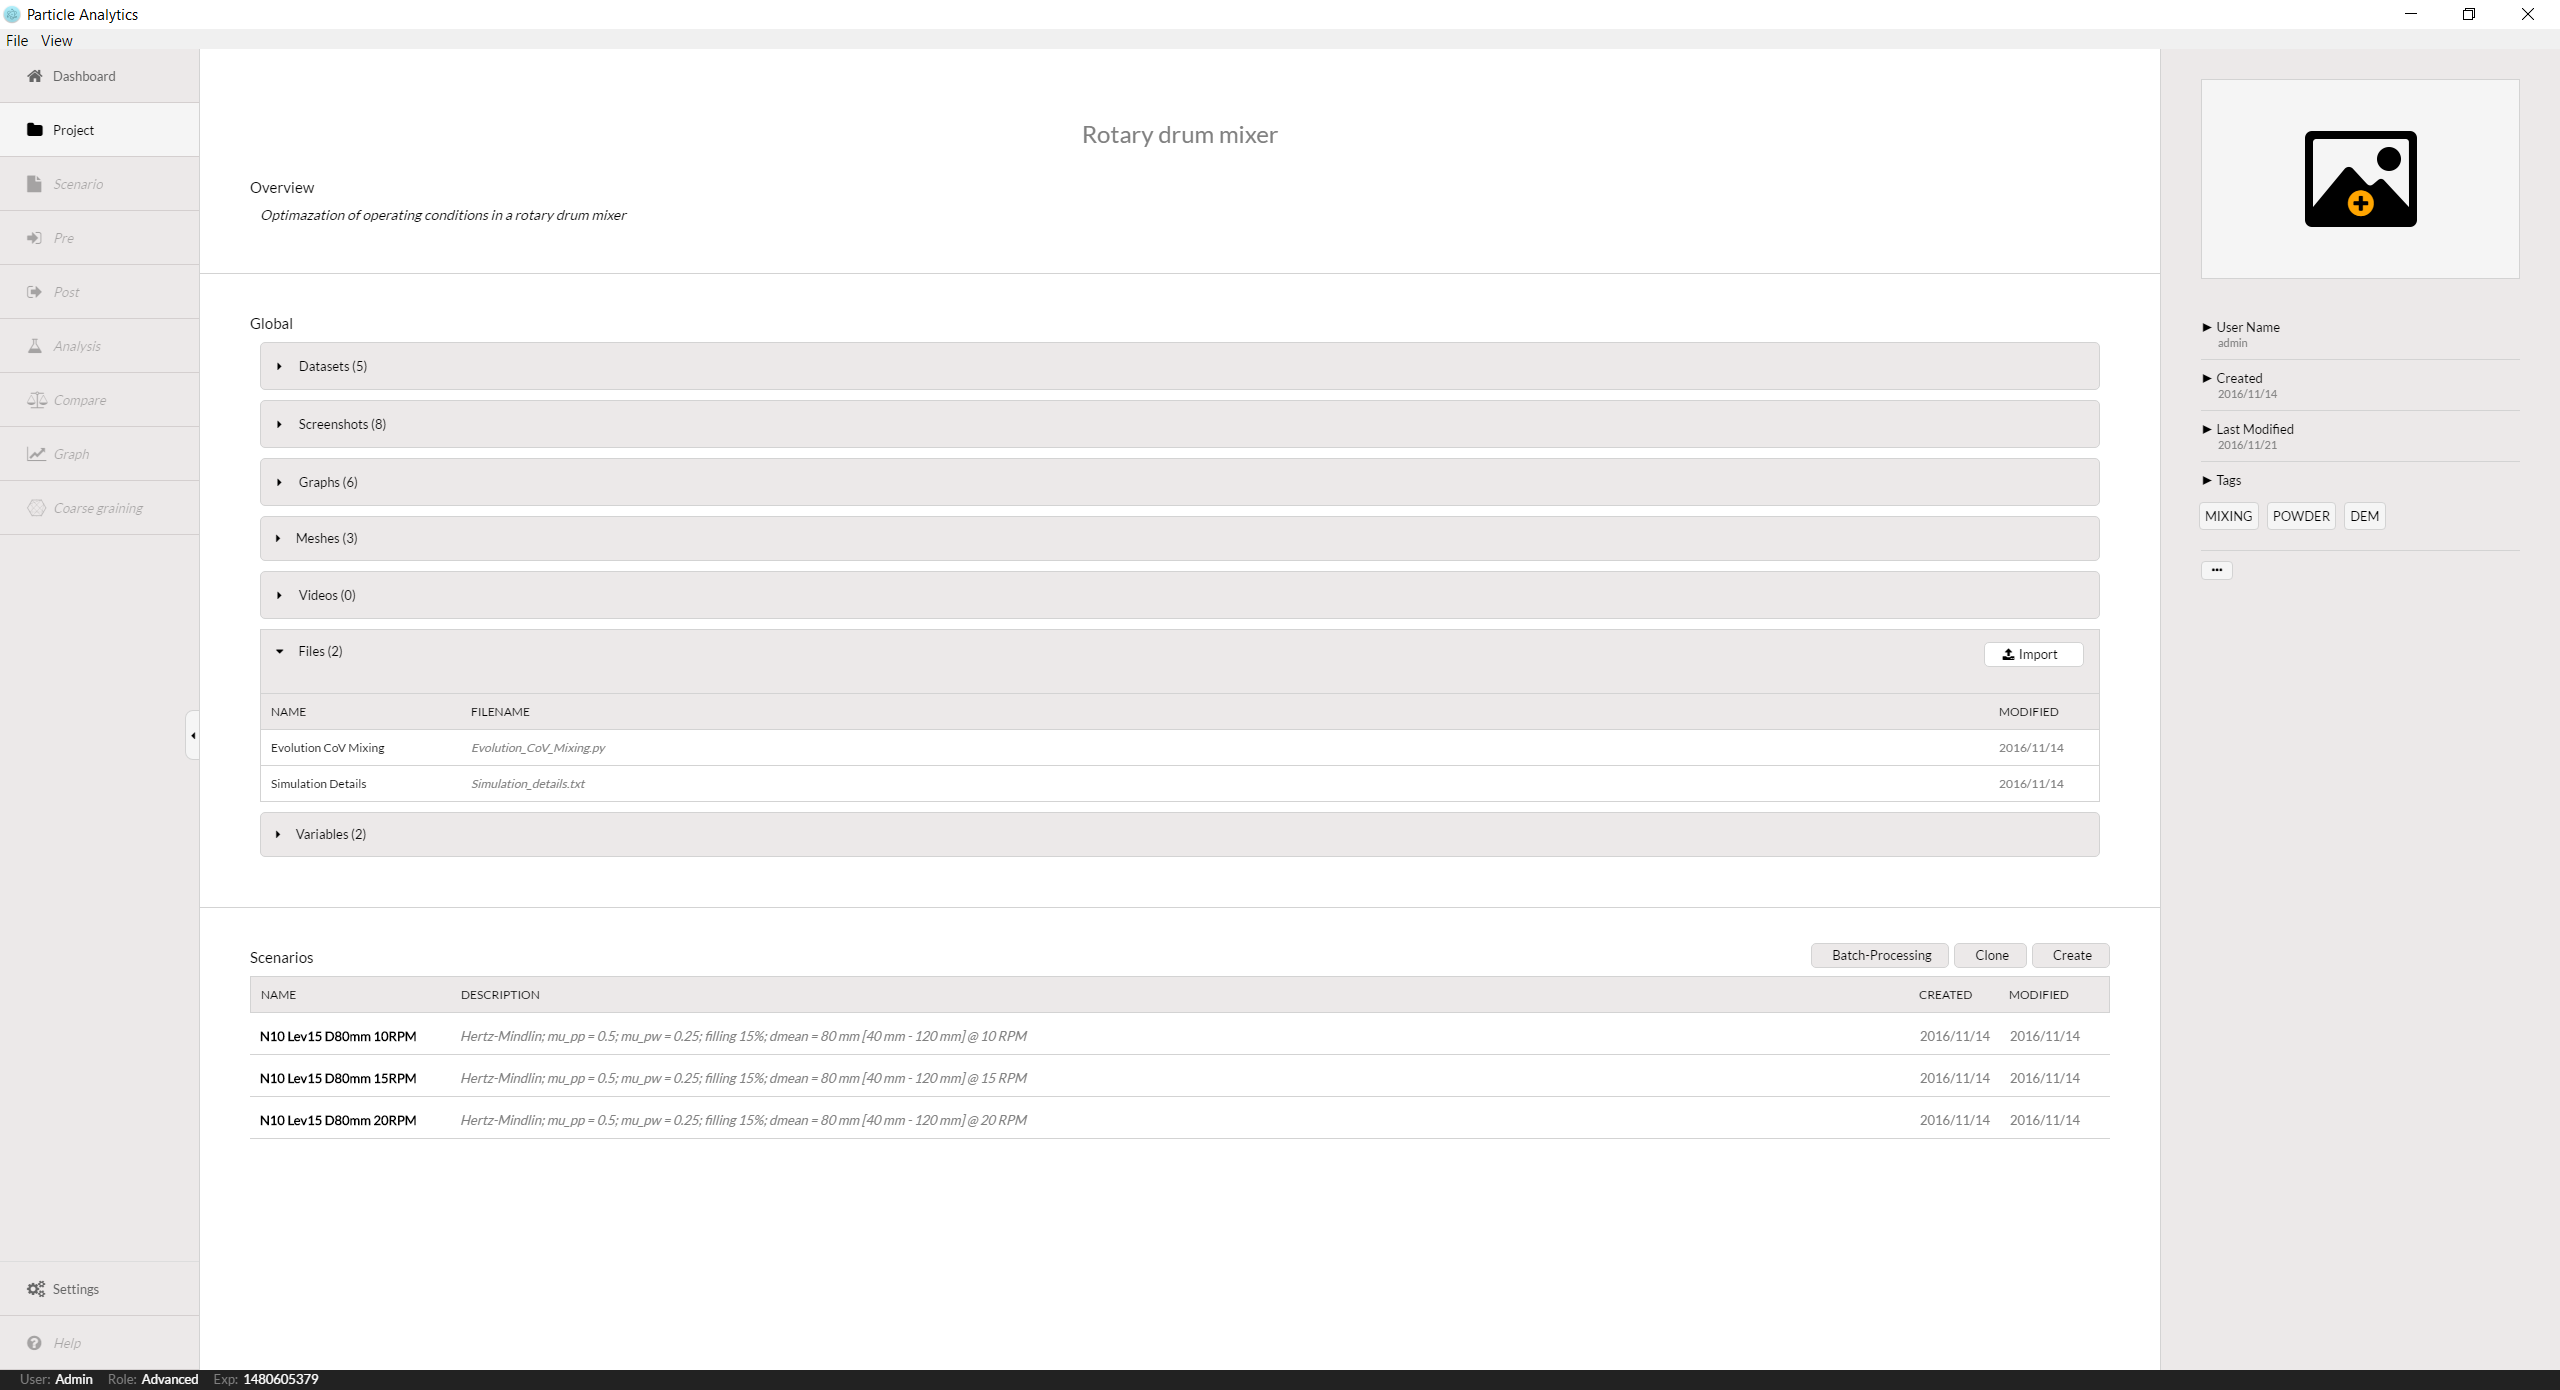 Particle Analytics
File View
Dashboard
Project
Scenario
Pre
Post
Analysis
Compare
Graph
Coarse graining
Settings
Help
Rotary drum mixer
Overview
Optimazation of operating conditions in a rotary drum mixer
Global
Datasets (5)
Screenshots (8)
Graphs (6)
Meshes (3)
Videos (0)
Files (2) Import
NAME FILENAME MODIFIED
Evolution CoV Mixing Evolution_CoV_Mixing.py 2016/11/14
Simulation Details Simulation_details.txt 2016/11/14
Variables (2)
Scenarios Batch-Processing Clone Create
NAME DESCRIPTION CREATED MODIFIED
N10 Lev15 D80mm 10RPM Hertz-Mindlin; mu_pp = 0.5; mu_pw = 0.25; filling 15%; dmean = 80 mm [40 mm - 120 mm] @ 10 RPM 2016/11/14 2016/11/14
N10 Lev15 D80mm 15RPM Hertz-Mindlin; mu_pp = 0.5; mu_pw = 0.25; filling 15%; dmean = 80 mm [40 mm - 120 mm] @ 15 RPM 2016/11/14 2016/11/14
N10 Lev15 D80mm 20RPM Hertz-Mindlin; mu_pp = 0.5; mu_pw = 0.25; filling 15%; dmean = 80 mm [40 mm - 120 mm] @ 20 RPM 2016/11/14 2016/11/14
User Name
admin
Created
2016/11/14
Last Modified
2016/11/21
Tags
MIXING POWDER DEM
User: Admin Role: Advanced Exp: 1480605379